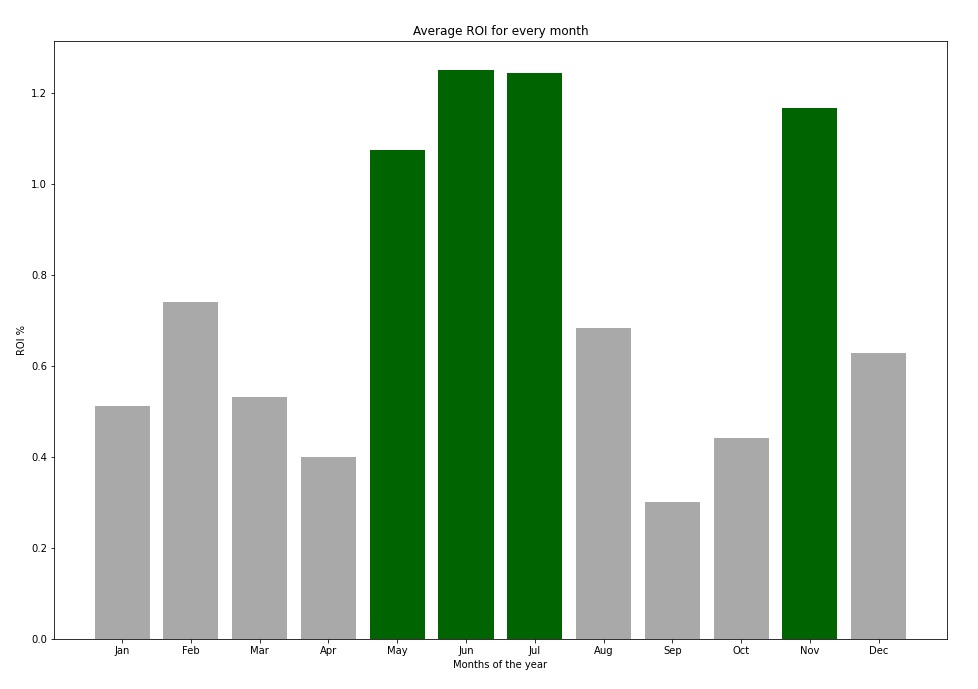 Average ROI for every month
1.2
1.0
0.8
ROI %
0.6
0.4
0.2
0.0
Jan Feb Mar Apr May Jun Jul Aug Sep Oct Nov Dec
Months of the year